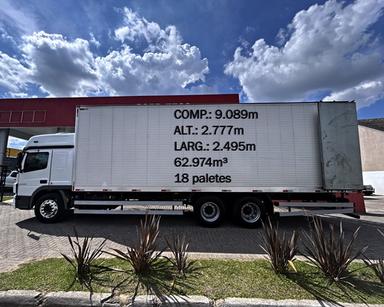 COMP.: 9.089m
ALT.: 2.777m
LARG.: 2.495m
62.974m³
18 paletes